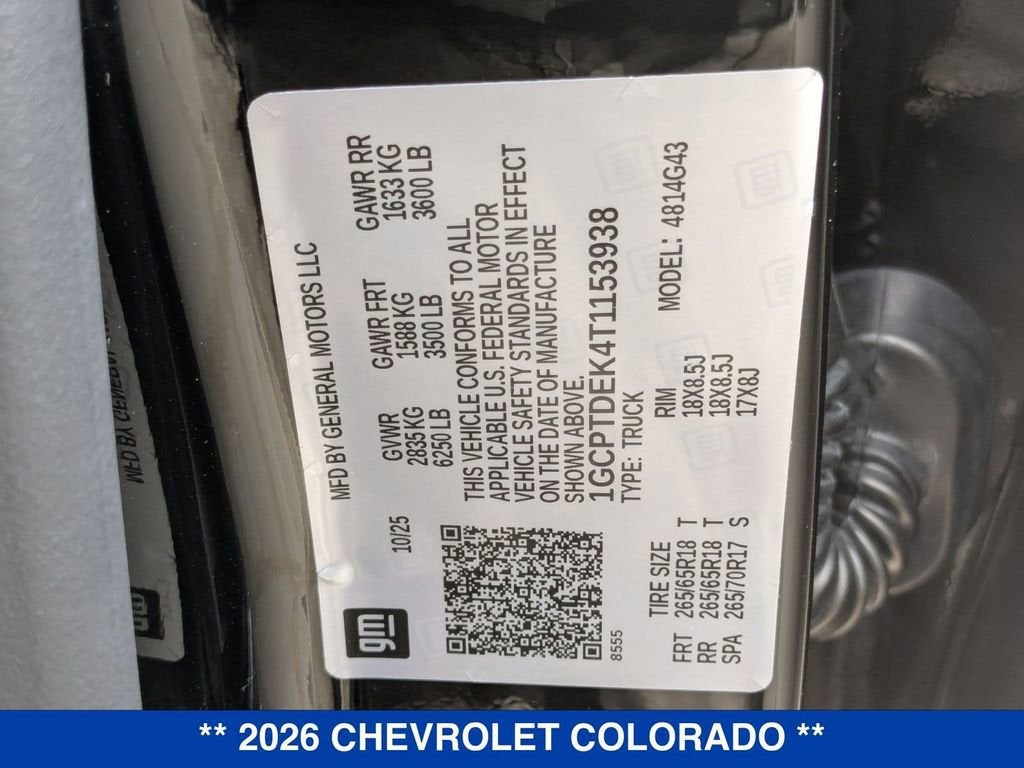 gm
10/25
MFD BY GENERAL MOTORS LLC
GVWR GAWR FRT GAWR RR
2835 KG 1588 KG 1633 KG
6250 LB 3500 LB 3600 LB
THIS VEHICLE CONFORMS TO ALL
APPLICABLE U.S. FEDERAL MOTOR
VEHICLE SAFETY STANDARDS IN EFFECT
ON THE DATE OF MANUFACTURE
SHOWN ABOVE.
1GCPTDEK4T1153938
TYPE: TRUCK
MODEL: 4814G43
8555
TIRE SIZE RIM
FRT 265/65R18 T 18X8.5J
RR 265/65R18 T 18X8.5J
SPA 265/70R17 S 17X8J
** 2026 CHEVROLET COLORADO **